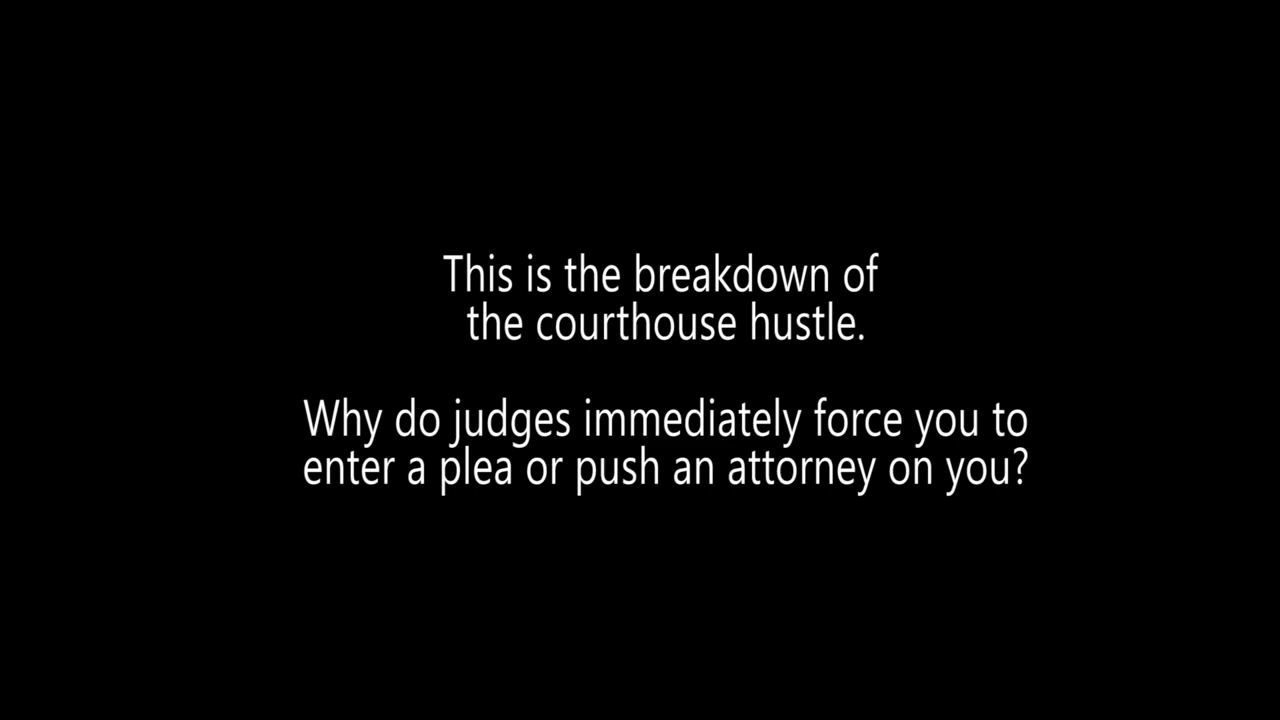 This is the breakdown of
the courthouse hustle.
Why do judges immediately force you to
enter a plea or push an attorney on you?